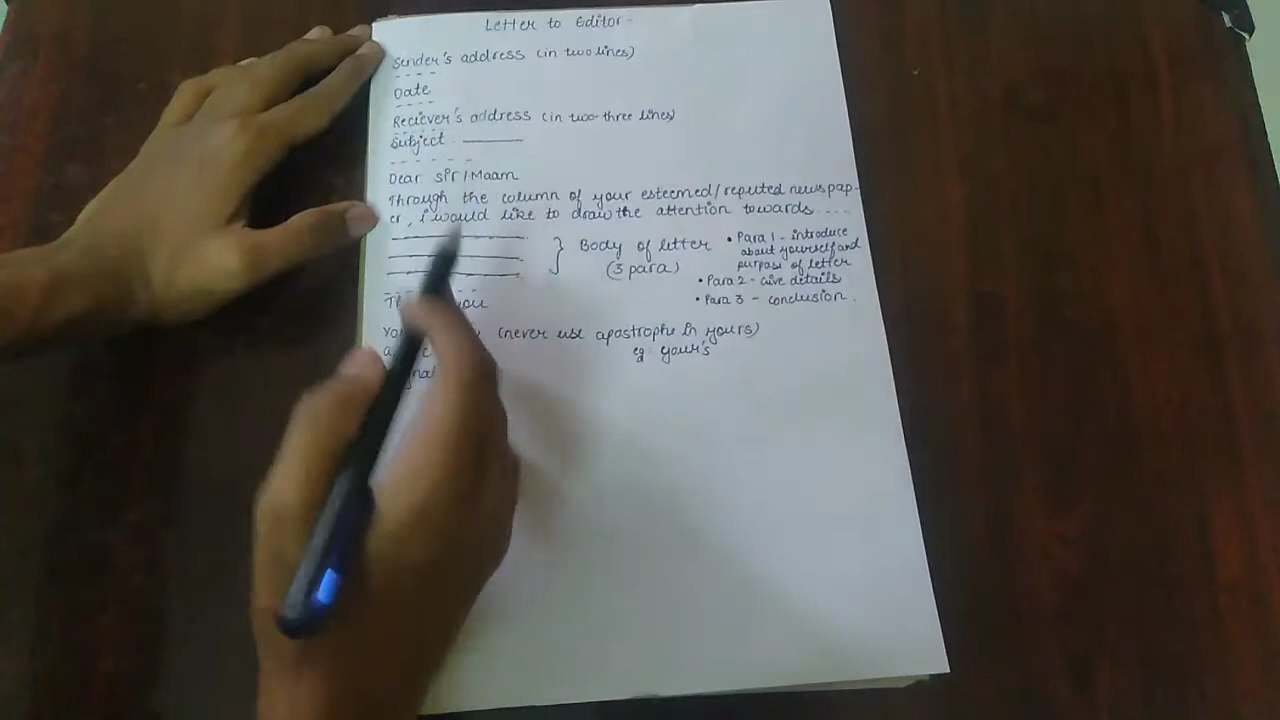 Letter to Editor -
Sender's address (in two lines)
Date
Reciever's address (in two-three lines)
Subject
Dear Sir/Maam
Through the column of your esteemed/reputed newspap-
er, i would like to draw the attention towards ....
Body of letter
(3 para)
• Para 1 - introduce
about yourself and
purpose of letter
• Para 2 - Give details
• Para 3 - conclusion.
you
(never use apostrophe in yours)
eg your's